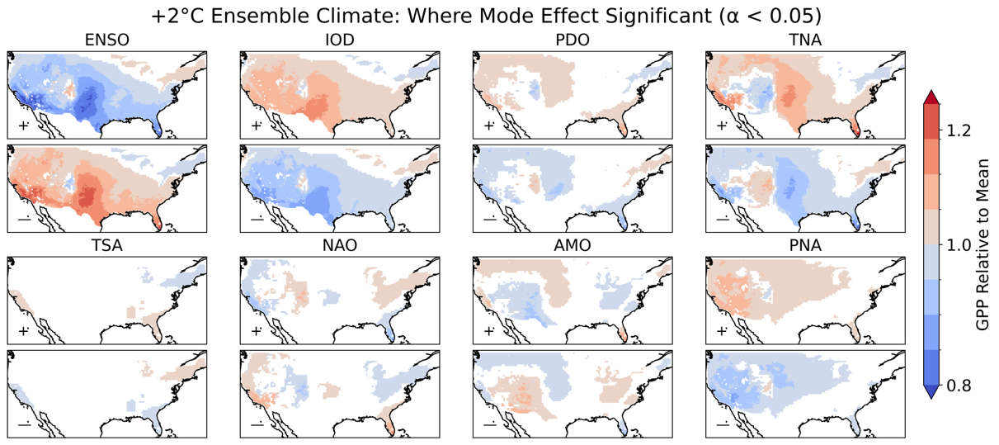 +2°C Ensemble Climate: Where Mode Effect Significant (α < 0.05)
ENSO IOD PDO TNA
+ + + +
— — — —
TSA NAO AMO PNA
+ + + +
— — — —
1.2
1.0
0.8
GPP Relative to Mean